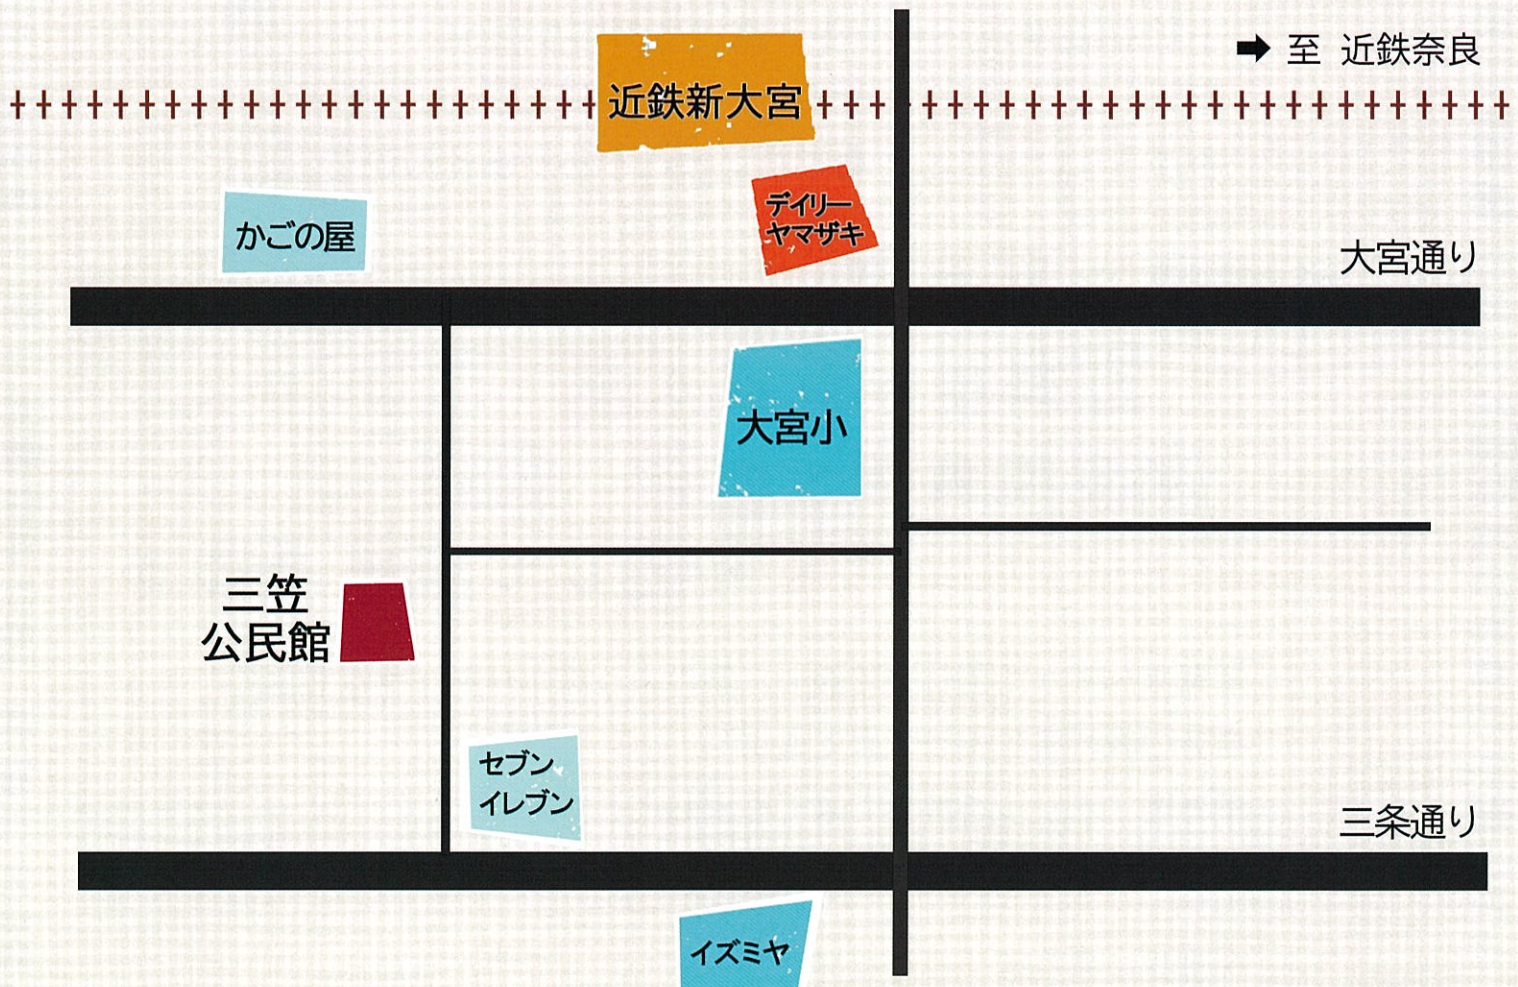 ➡ 至 近鉄奈良
近鉄新大宮
デイリー
ヤマザキ
かごの屋
大宮通り
大宮小
三笠
公民館
セブン
イレブン
三条通り
イズミヤ